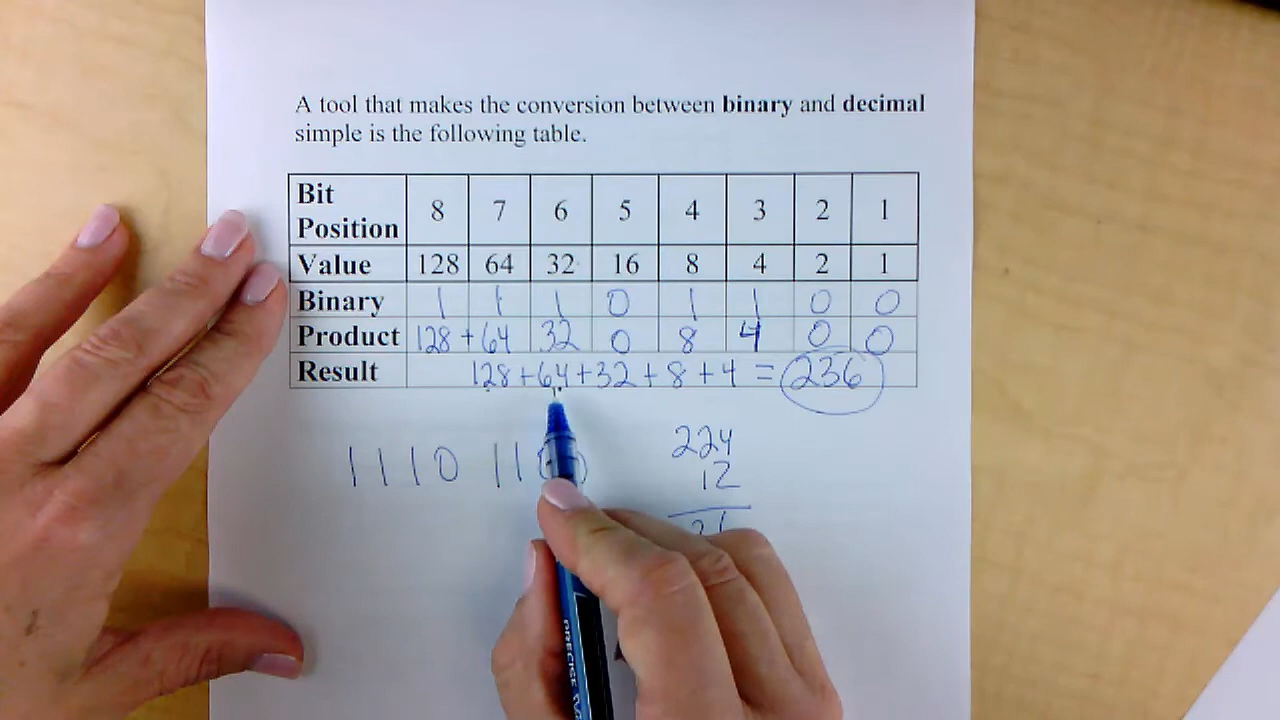 A tool that makes the conversion between binary and decimal
simple is the following table.
Bit Position 8 7 6 5 4 3 2 1
Value 128 64 32 16 8 4 2 1
Binary 1 1 1 0 1 1 0 0
Product 128 + 64 32 0 8 4 0 0
Result 128 + 64 + 32 + 8 + 4 = 236
1110 11
224
12
PRECISE